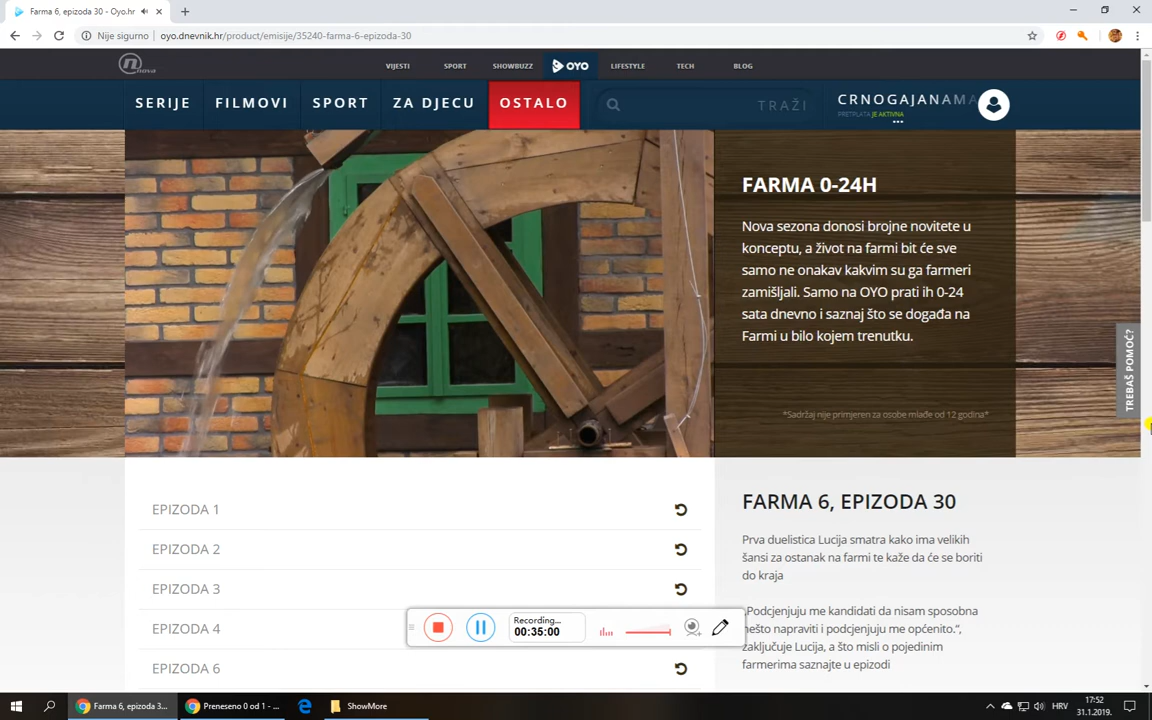 Farma 6, epizoda 30 - Oyo.hr
Nije sigurno
oyo.dnevnik.hr/product/emisije/35240-farma-6-epizoda-30
nova
VIJESTI
SPORT
SHOWBUZZ
OYO
LIFESTYLE
TECH
BLOG
SERIJE
FILMOVI
SPORT
ZA DJECU
OSTALO
TRAŽI
CRNOGAJANAMA
PRETPLATA JE AKTIVNA
FARMA 0-24H
Nova sezona donosi brojne novitete u
konceptu, a život na farmi bit će sve
samo ne onakav kakvim su ga farmeri
zamišljali. Samo na OYO prati ih 0-24
sata dnevno i saznaj što se događa na
Farmi u bilo kojem trenutku.
*Sadržaj nije primjeren za osobe mlađe od 12 godina*
TREBAŠ POMOĆ?
EPIZODA 1
EPIZODA 2
EPIZODA 3
EPIZODA 4
EPIZODA 6
FARMA 6, EPIZODA 30
Prva duelistica Lucija smatra kako ima velikih
šansi za ostanak na farmi te kaže da će se boriti
do kraja
„Podcjenjuju me kandidati da nisam sposobna
nešto napraviti i podcjenjuju me općenito.“,
zaključuje Lucija, a što misli o pojedinim
farmerima saznajte u epizodi
Recording...
00:35:00
Farma 6, epizoda 3...
Preneseno 0 od 1 - ...
ShowMore
HRV
17:52
31.1.2019.